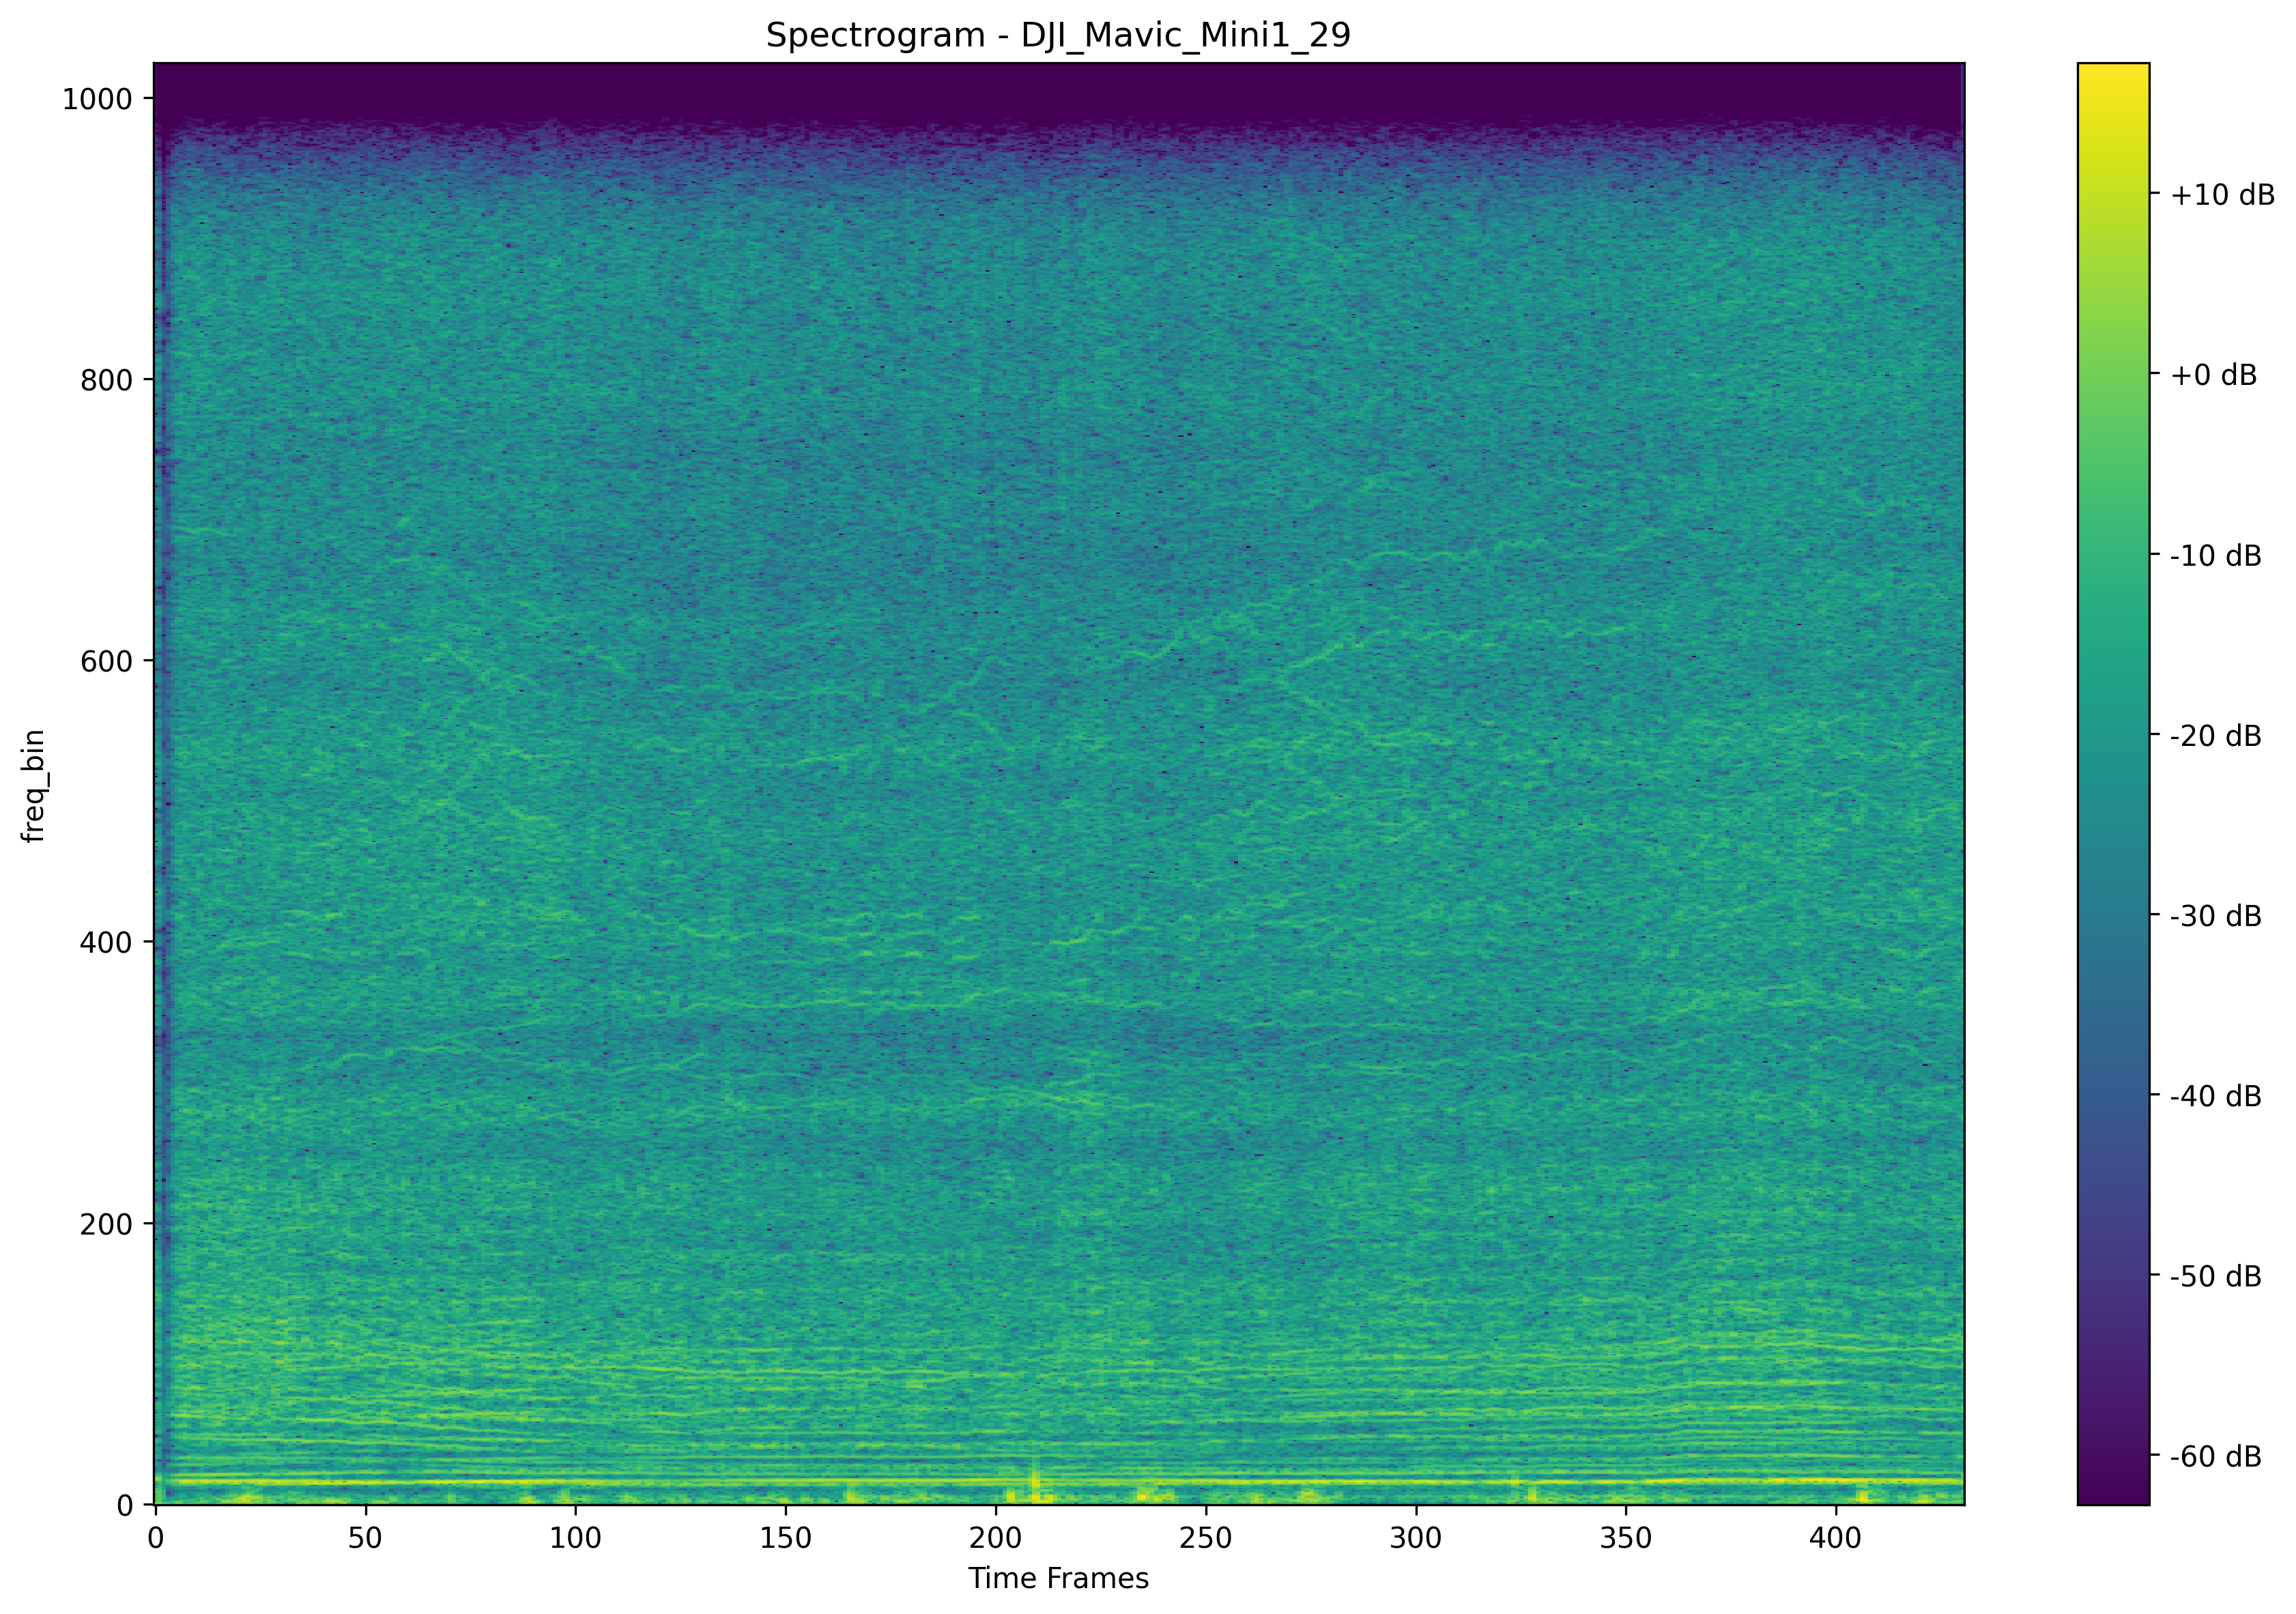 Spectrogram - DJI_Mavic_Mini1_29
1000
800
600
400
200
0
freq_bin
0 50 100 150 200 250 300 350 400
Time Frames
+10 dB
+0 dB
-10 dB
-20 dB
-30 dB
-40 dB
-50 dB
-60 dB